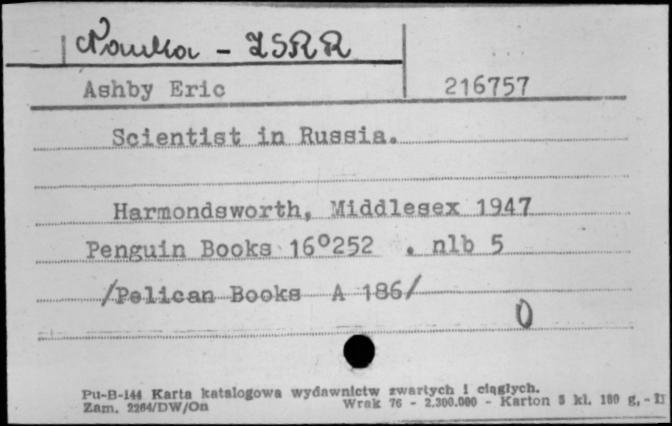 Nauka - ZSRR
Ashby Eric 216757
Scientist in Russia.
Harmondsworth, Middlesex 1947
Penguin Books 16°252 . nlb 5
/Pelican Books A 186/
0
Pu-B-144 Karta katalogowa wydawnictw zwartych i ciągłych.
Zam. 2264/DW/On Wrak 76 - 2.300.000 - Karton 5 kl. 180 g, -